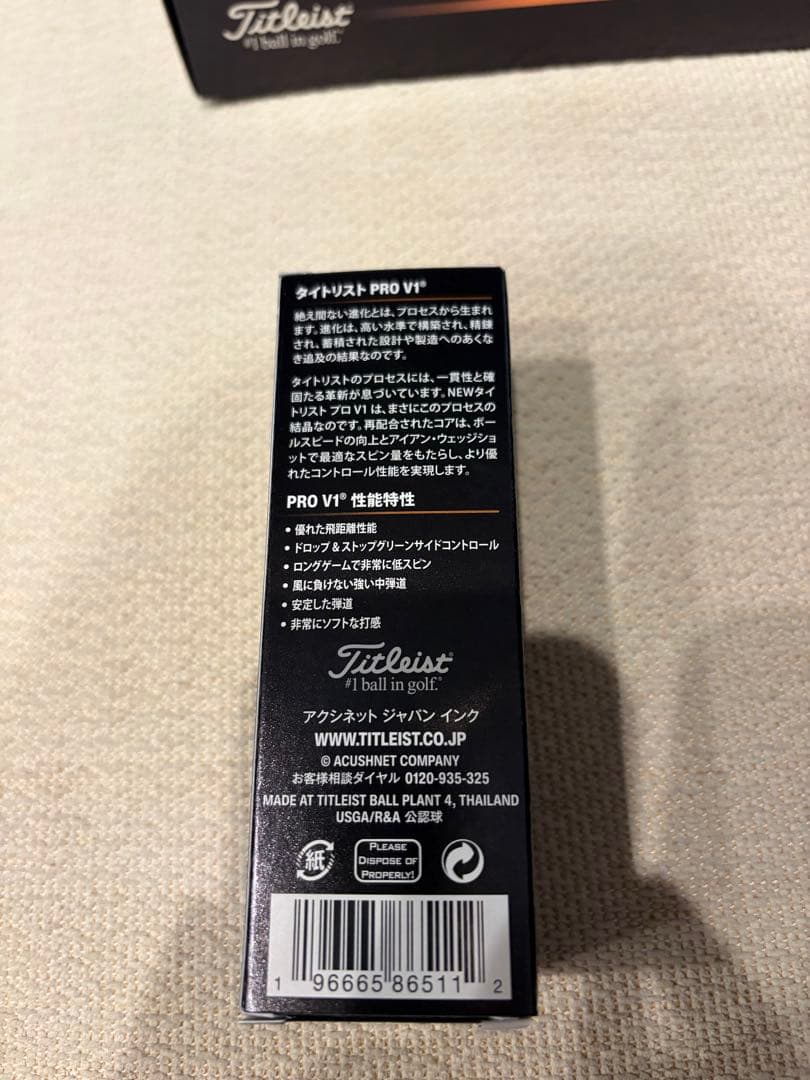 Titleist
#1 ball in golf.®
タイトリスト PRO V1®
絶え間ない進化とは、プロセスから生まれ
ます。進化は、高い水準で構築され、精錬
され、蓄積された設計や製造へのあくな
き追及の結果なのです。
タイトリストのプロセスには、一貫性と確
固たる革新が息づいています。NEWタイ
トリスト プロ V1 は、まさにこのプロセスの
結晶なのです。再配合されたコアは、ボー
ルスピードの向上とアイアン・ウェッジショ
ットで最適なスピン量をもたらし、より優
れたコントロール性能を実現します。
PRO V1® 性能特性
• 優れた飛距離性能
• ドロップ & ストップグリーンサイドコントロール
• ロングゲームで非常に低スピン
• 風に負けない強い中弾道
• 安定した弾道
• 非常にソフトな打感
Titleist®
#1 ball in golf.®
アクシネット ジャパン インク
WWW.TITLEIST.CO.JP
© ACUSHNET COMPANY
お客様相談ダイヤル 0120-935-325
MADE AT TITLEIST BALL PLANT 4, THAILAND
USGA/R&A 公認球
紙
PLEASE
DISPOSE OF
PROPERLY!
1 96665 86511 2